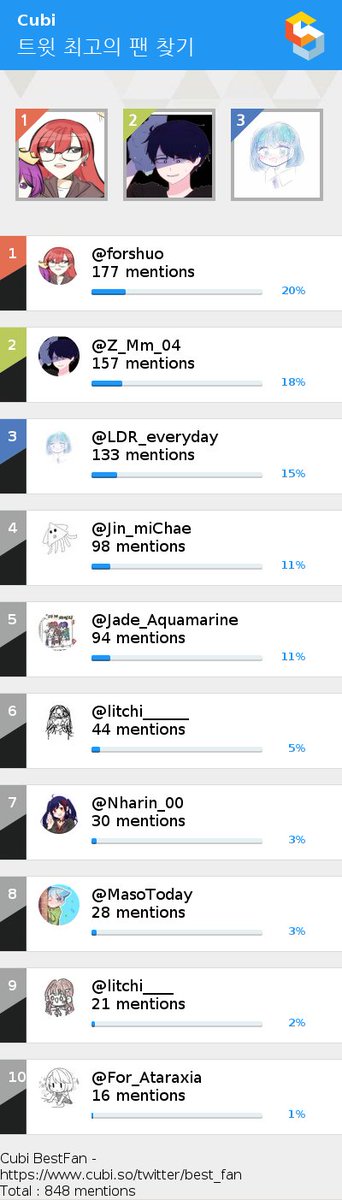 Cubi
트윗 최고의 팬 찾기
1
2
3
1
@forshuo
177 mentions
20%
2
@Z_Mm_04
157 mentions
18%
3
@LDR_everyday
133 mentions
15%
4
@Jin_miChae
98 mentions
11%
5
@Jade_Aquamarine
94 mentions
11%
6
@litchi______
44 mentions
5%
7
@Nharin_00
30 mentions
3%
8
@MasoToday
28 mentions
3%
9
@litchi____
21 mentions
2%
10
@For_Ataraxia
16 mentions
1%
Cubi BestFan -
https://www.cubi.so/twitter/best_fan
Total : 848 mentions